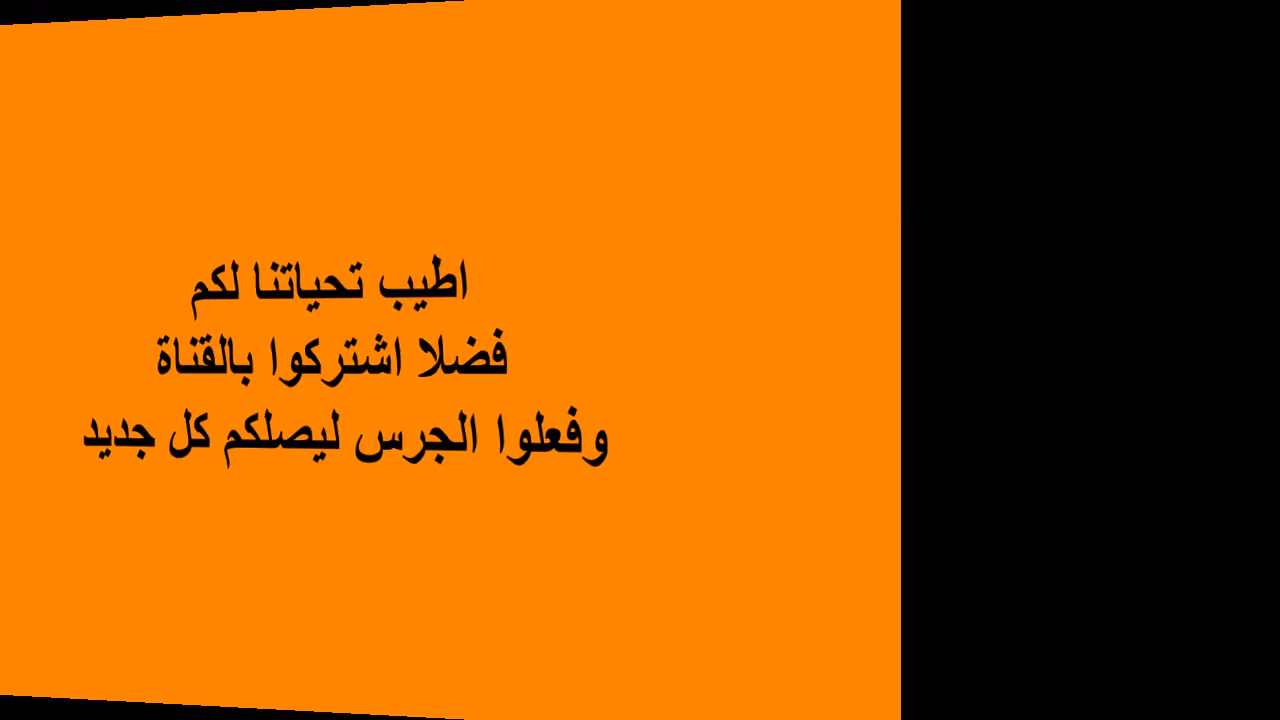 اطيب تحياتنا لكم
فضلا اشتركوا بالقناة
وفعلوا الجرس ليصلكم كل جديد